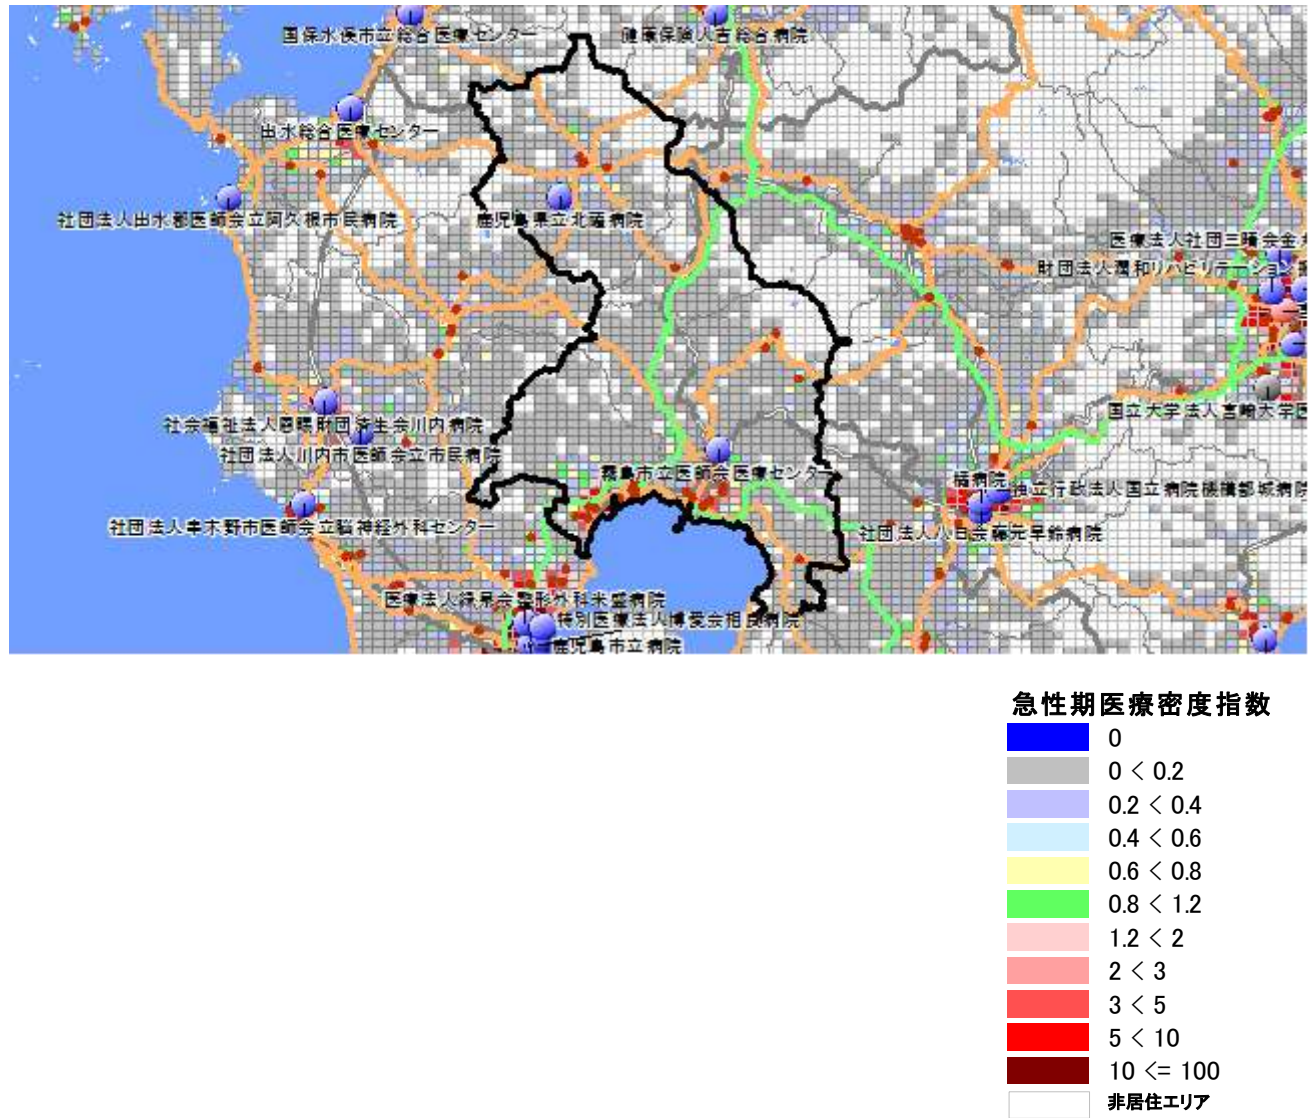 国保水俣市立総合医療センター
健康保険人吉総合病院
出水総合医療センター
社団法人出水郡医師会立阿久根市民病院
鹿児島県立北薩病院
医療法人社団三晴会金
財団法人潤和リハビリテーション
社会福祉法人恩賜財団済生会川内病院
社団法人川内市医師会立市民病院
国立大学法人宮崎大学医
霧島市立医師会医療センター
橘病院
独立行政法人国立病院機構都城病院
社団法人串木野市医師会立脳神経外科センター
社団法人八日会藤元早鈴病院
医療法人緑泉会整形外科米盛病院
特別医療法人博愛会相良病院
鹿児島市立病院
急性期医療密度指数
0
0 < 0.2
0.2 < 0.4
0.4 < 0.6
0.6 < 0.8
0.8 < 1.2
1.2 < 2
2 < 3
3 < 5
5 < 10
10 <= 100
非居住エリア